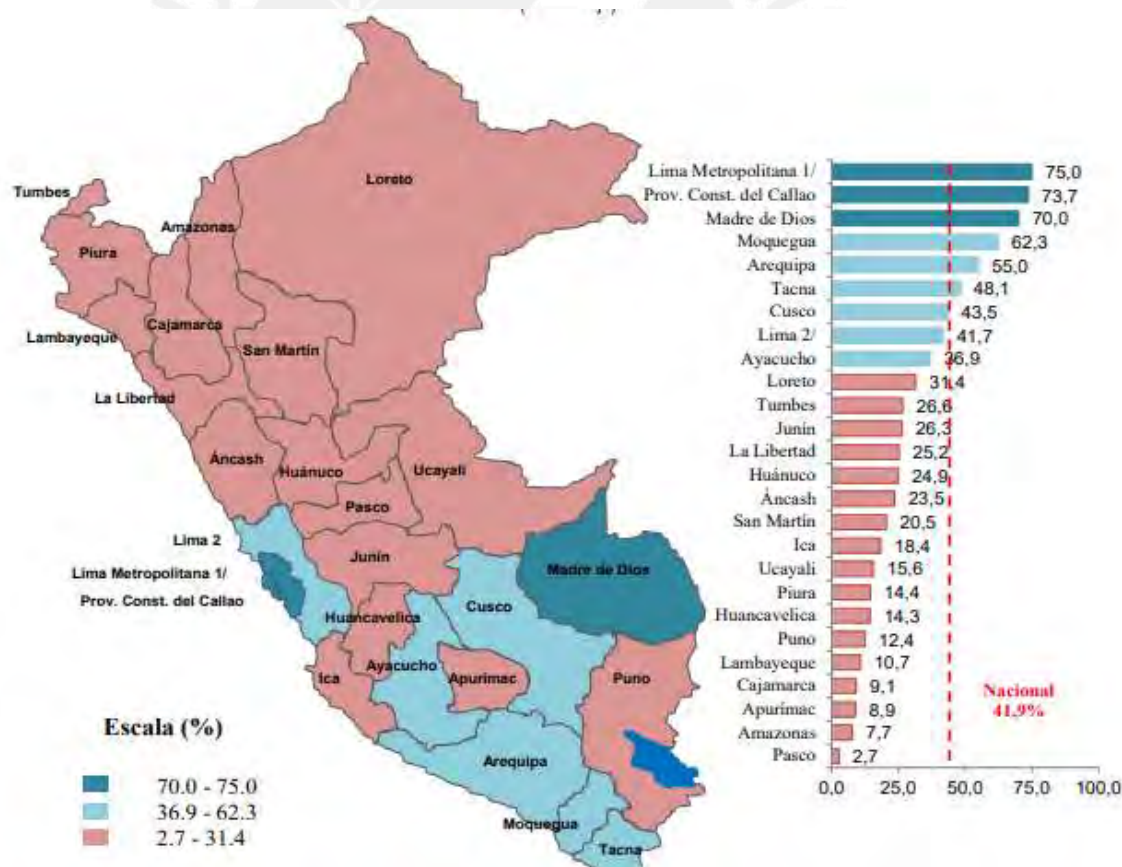 Loreto
Tumbes
Amazonas
Piura
Cajamarca
Lambayeque
San Martín
La Libertad
Áncash
Huánuco
Ucayali
Pasco
Lima 2
Junín
Lima Metropolitana 1/
Madre de Dios
Prov. Const. del Callao
Cusco
Huancavelica
Ayacucho
Ica
Apurímac
Puno
Arequipa
Moquegua
Tacna
Escala (%)
70.0 - 75.0
36.9 - 62.3
2.7 - 31.4
Lima Metropolitana 1/ 75,0
Prov. Const. del Callao 73,7
Madre de Dios 70,0
Moquegua 62,3
Arequipa 55,0
Tacna 48,1
Cusco 43,5
Lima 2/ 41,7
Ayacucho 36,9
Loreto 31,4
Tumbes 26,6
Junín 26,3
La Libertad 25,2
Huánuco 24,9
Áncash 23,5
San Martín 20,5
Ica 18,4
Ucayali 15,6
Piura 14,4
Huancavelica 14,3
Puno 12,4
Lambayeque 10,7
Cajamarca 9,1
Apurímac 8,9
Amazonas 7,7
Pasco 2,7
Nacional
41.9%
0,0 25,0 50,0 75,0 100,0